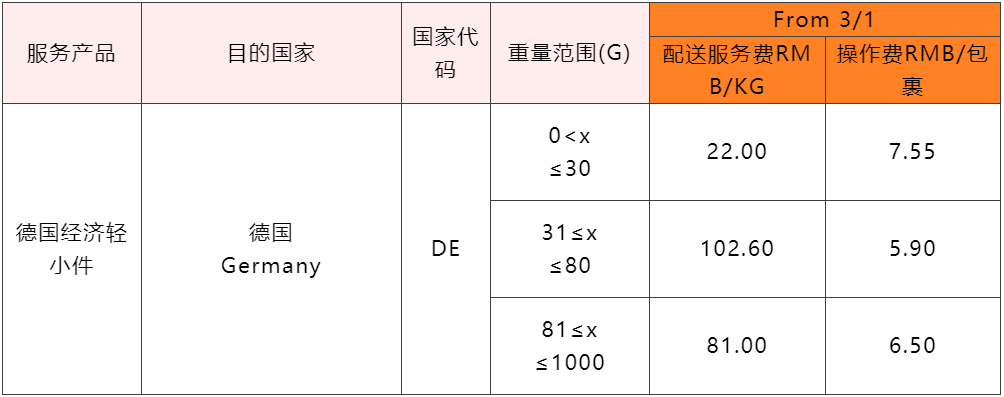 服务产品
目的国家
国家代
码
重量范围(G)
From 3/1
配送服务费RM
B/KG
操作费RMB/包
裹
德国经济轻
小件
德国
Germany
DE
0<x
≤30
22.00
7.55
31≤x
≤80
102.60
5.90
81≤x
≤1000
81.00
6.50